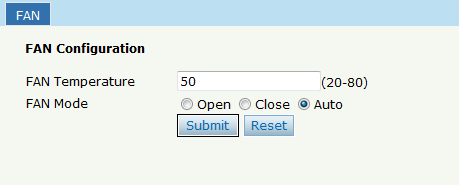 FAN
FAN Configuration
FAN Temperature 50 (20-80)
FAN Mode Open Close Auto
Submit Reset